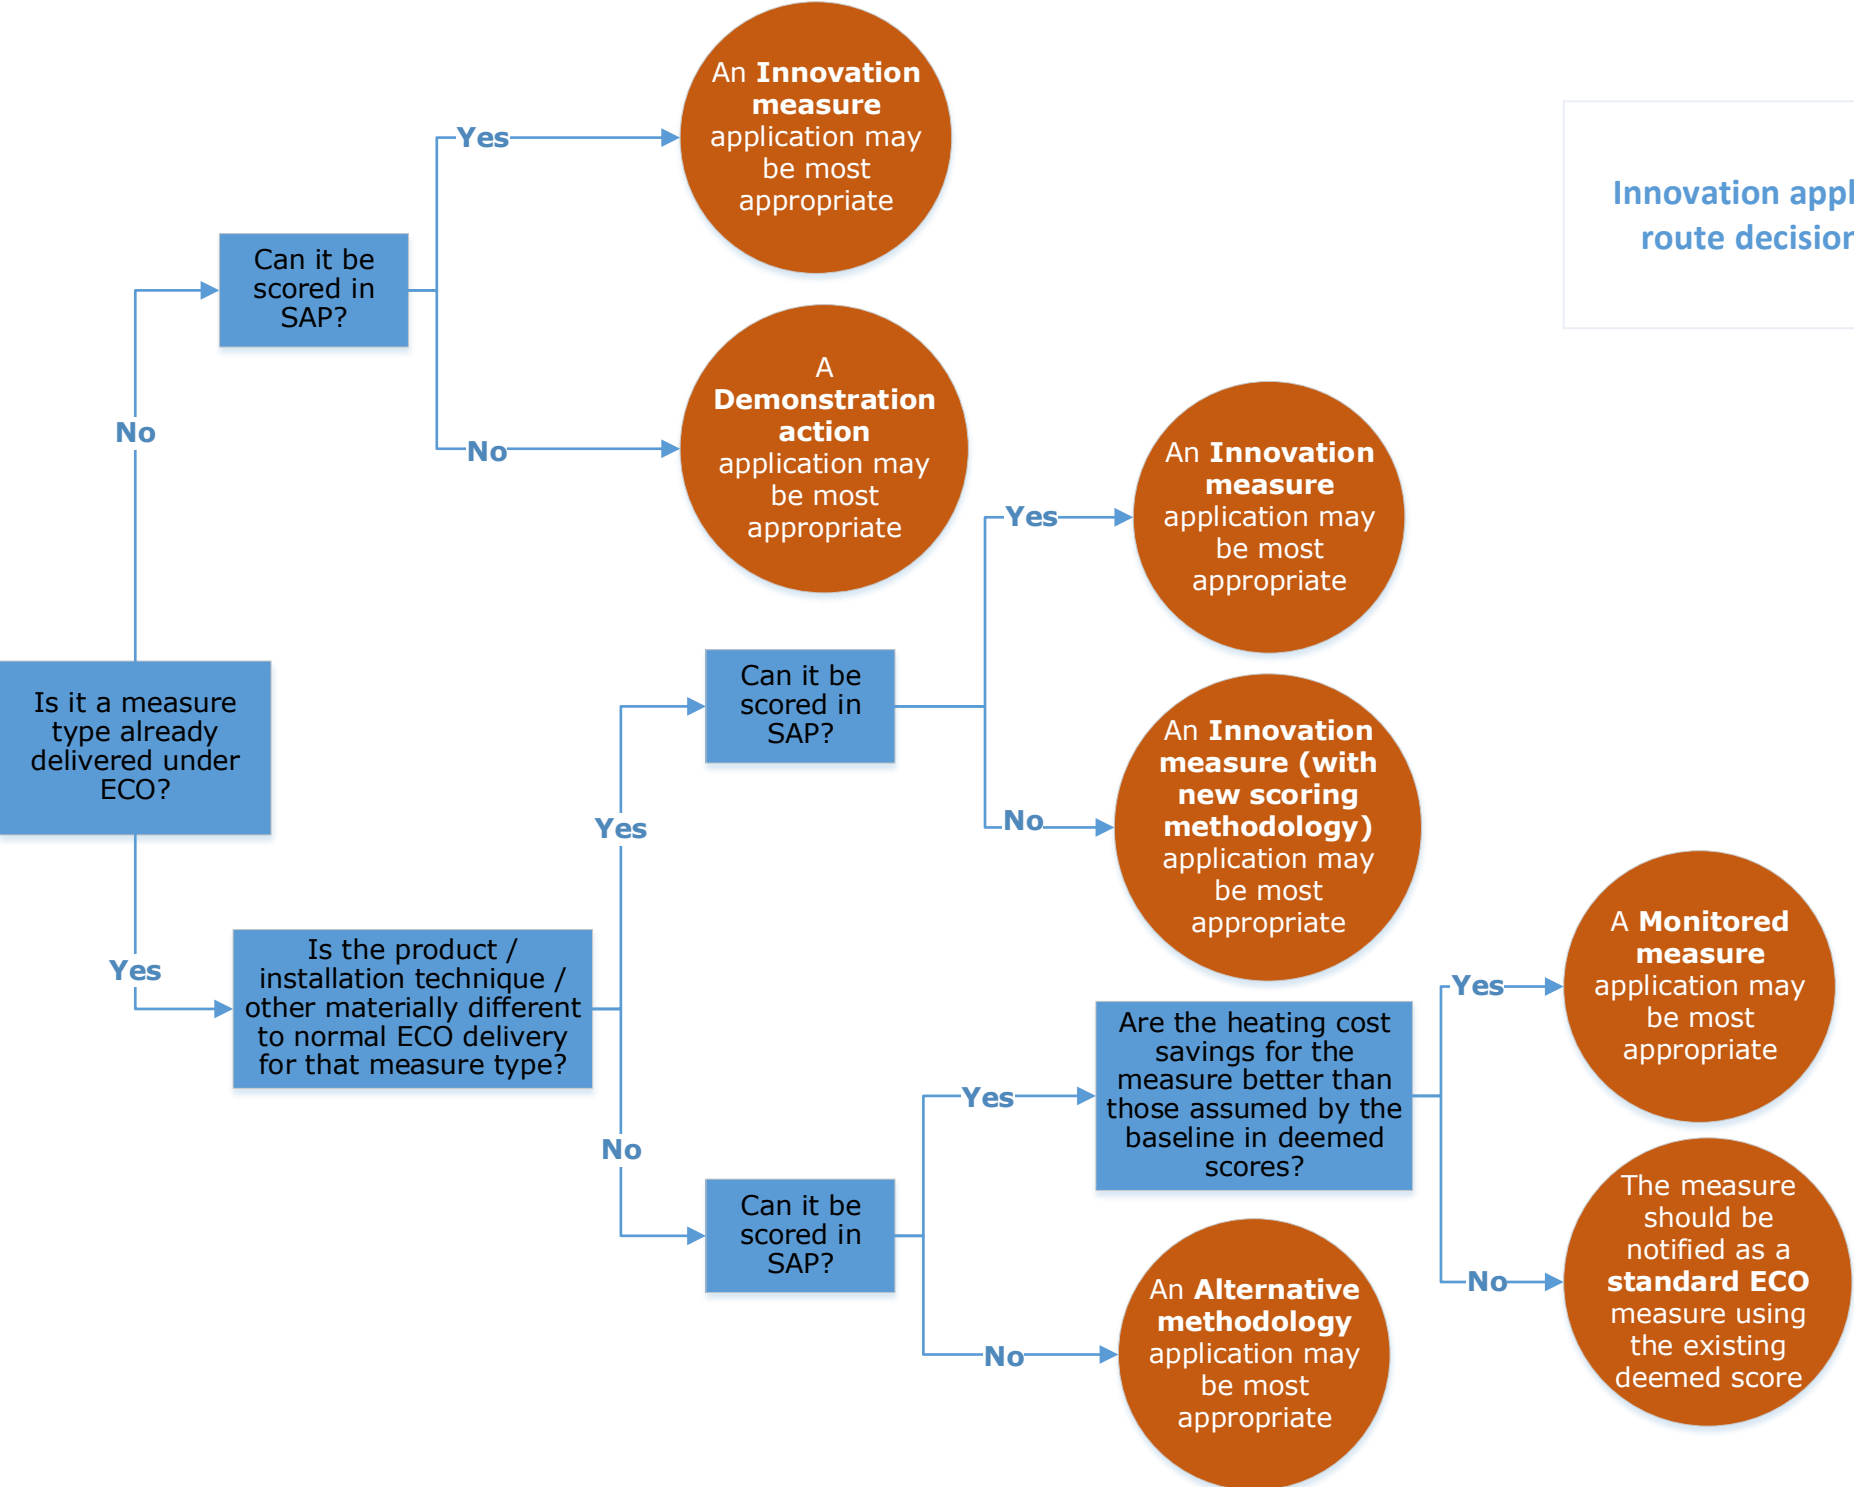 An Innovation
measure
application may
be most
appropriate
Yes
Innovation
route
Can it be
scored in
SAP?
A
Demonstration
action
application may
be most
appropriate
No
No
An Innovation
measure
application may
be most
appropriate
Yes
Can it be
scored in
SAP?
Is it a measure
type already
delivered under
ECO?
An Innovation
measure (with
new scoring
methodology)
application may
be most
appropriate
No
Yes
Yes
Is the product /
installation technique /
other materially different
to normal ECO delivery
for that measure type?
A Monitored
measure
application may
be most
appropriate
Yes
Are the heating cost
savings for the
measure better than
those assumed by the
baseline in deemed
scores?
Yes
No
Can it be
scored in
SAP?
The measure
should be
notified as a
standard ECO
measure using
the existing
deemed score
No
An Alternative
methodology
application may
be most
appropriate
No